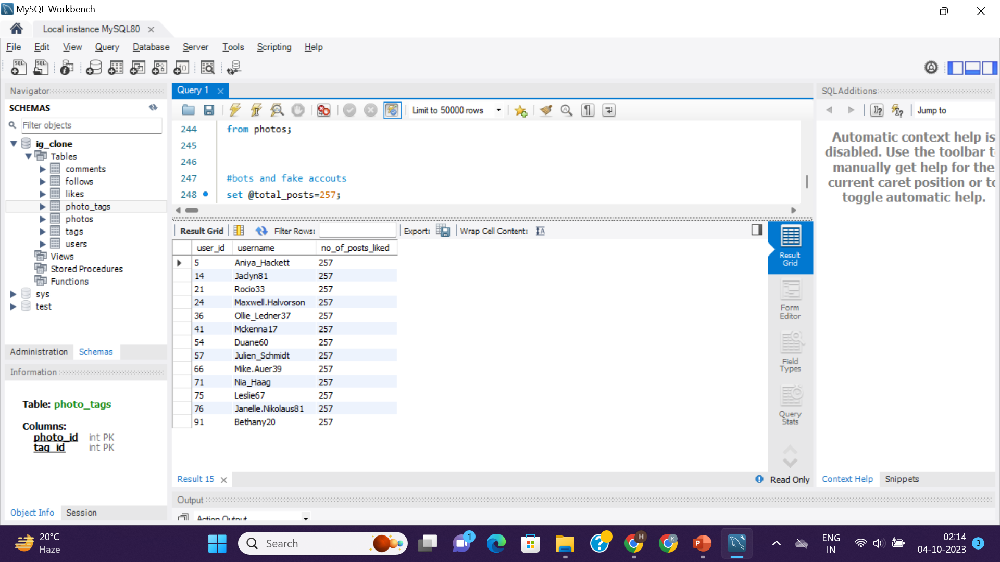 MySQL Workbench
Local instance MySQL80
File Edit View Query Database Server Tools Scripting Help
Navigator
SCHEMAS
Filter objects
ig_clone
Tables
comments
follows
likes
photo_tags
photos
tags
users
Views
Stored Procedures
Functions
sys
test
Administration Schemas
Information
Table: photo_tags
Columns:
photo_id int PK
tag_id int PK
Object Info Session
Query 1
Limit to 50000 rows
244 from photos;
245
246
247 #bots and fake accouts
248 set @total_posts=257;
Result Grid Filter Rows: Export: Wrap Cell Content:
user_id username no_of_posts_liked
5 Aniya_Hackett 257
14 Jaclyn81 257
21 Rocio33 257
24 Maxwell.Halvorson 257
36 Ollie_Ledner37 257
41 Mckenna17 257
54 Duane60 257
57 Julien_Schmidt 257
66 Mike.Auer39 257
71 Nia_Haag 257
75 Leslie67 257
76 Janelle.Nikolaus81 257
91 Bethany20 257
Result
Grid
Form
Editor
Field
Types
Query
Stats
Result 15
Read Only
Output
Action Output
SQLAdditions
Jump to
Automatic context help is
disabled. Use the toolbar t
manually get help for the
current caret position or to
toggle automatic help.
Context Help Snippets
20°C
Haze
Search
1
H
K
P
ENG
IN
02:14
04-10-2023
3